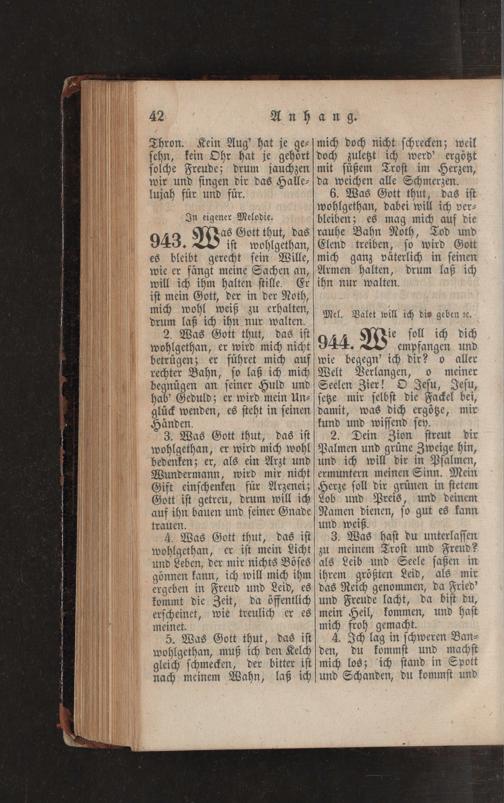 42
Anhang.
Thron. Kein Aug' hat je ge-
sehn, kein Ohr hat je gehört
solche Freude; drum jauchzen
wir und singen dir das Halle-
lujah für und für.
In eigener Melodie.
943. Was Gott thut, das
ist wohlgethan,
es bleibt gerecht sein Wille,
wie er fängt meine Sachen an,
will ich ihm halten stille. Er
ist mein Gott, der in der Noth,
mich wohl weiß zu erhalten,
drum laß ich ihn nur walten.
2. Was Gott thut, das ist
wohlgethan, er wird mich nicht
betrügen; er führet mich auf
rechter Bahn, so laß ich mich
begnügen an seiner Huld und
hab' Geduld; er wird mein Un-
glück wenden, es steht in seinen
Händen.
3. Was Gott thut, das ist
wohlgethan, er wird mich wohl
bedenken; er, als ein Arzt und
Wundermann, wird mir nicht
Gift einschenken für Arzenei;
Gott ist getreu, drum will ich
auf ihn bauen und seiner Gnade
trauen.
4. Was Gott thut, das ist
wohlgethan, er ist mein Licht
und Leben, der mir nichts Böses
gönnen kann, ich will mich ihm
ergeben in Freud und Leid, es
kommt die Zeit, da öffentlich
erscheinet, wie treulich er es
meinet.
5. Was Gott thut, das ist
wohlgethan, muß ich den Kelch
gleich schmecken, der bitter ist
nach meinem Wahn, laß ich
mich doch nicht schrecken; weil
doch zuletzt ich werd' ergötzt
mit süßem Trost im Herzen,
da weichen alle Schmerzen.
6. Was Gott thut, das ist
wohlgethan, dabei will ich ver-
bleiben; es mag mich auf die
rauhe Bahn Noth, Tod und
Elend treiben, so wird Gott
mich ganz väterlich in seinen
Armen halten, drum laß ich
ihn nur walten.
Mel. Valet will ich dir geben ꝛc.
944. Wie soll ich dich
empfangen und
wie begegn' ich dir? o aller
Welt Verlangen, o meiner
Seelen Zier! O Jesu, Jesu,
setze mir selbst die Fackel bei,
damit, was dich ergötze, mir
kund und wissend sey.
2. Dein Zion streut dir
Palmen und grüne Zweige hin,
und ich will dir in Psalmen,
ermuntern meinen Sinn. Mein
Herze soll dir grünen in stetem
Lob und Preis, und deinem
Namen dienen, so gut es kann
und weiß.
3. Was hast du unterlassen
zu meinem Trost und Freud?
als Leib und Seele saßen in
ihrem größten Leid, als mir
das Reich genommen, da Fried'
und Freude lacht, da bist du,
mein Heil, kommen, und hast
mich froh gemacht.
4. Ich lag in schweren Ban-
den, du kommst und machst
mich los; ich stand in Spott
und Schanden, du kommst und